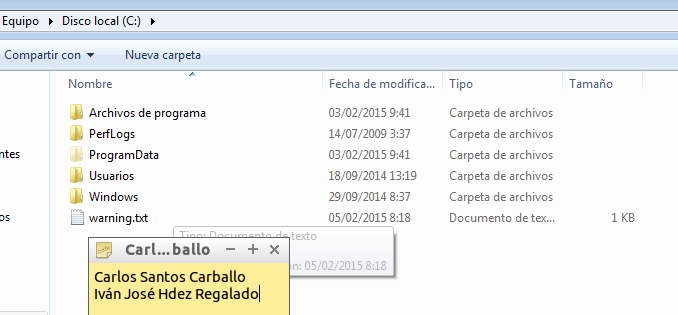 Equipo ▸ Disco local (C:) ▸
Compartir con ▾ Nueva carpeta
Nombre Fecha de modifica... Tipo Tamaño
Archivos de programa 03/02/2015 9:41 Carpeta de archivos
PerfLogs 14/07/2009 3:37 Carpeta de archivos
ntes ProgramData 03/02/2015 9:41 Carpeta de archivos
Usuarios 18/09/2014 13:19 Carpeta de archivos
Windows 29/09/2014 8:37 Carpeta de archivos
os warning.txt 05/02/2015 8:18 Documento de tex... 1 KB
Tipo: Documento de texto
Carl...ballo
ón: 05/02/2015 8:18
Carlos Santos Carballo
Iván José Hdez Regalado